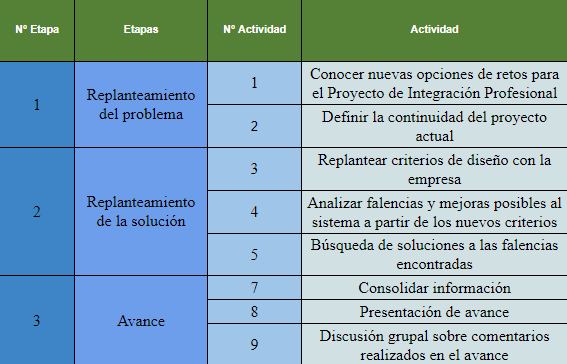 Nº Etapa Etapas Nº Actividad Actividad
1 Replanteamiento del problema 1 Conocer nuevas opciones de retos para
el Proyecto de Integración Profesional
2 Definir la continuidad del proyecto
actual
2 Replanteamiento de la solución 3 Replantear criterios de diseño con la
empresa
4 Analizar falencias y mejoras posibles al
sistema a partir de los nuevos criterios
5 Búsqueda de soluciones a las falencias
encontradas
3 Avance 7 Consolidar información
8 Presentación de avance
9 Discusión grupal sobre comentarios
realizados en el avance